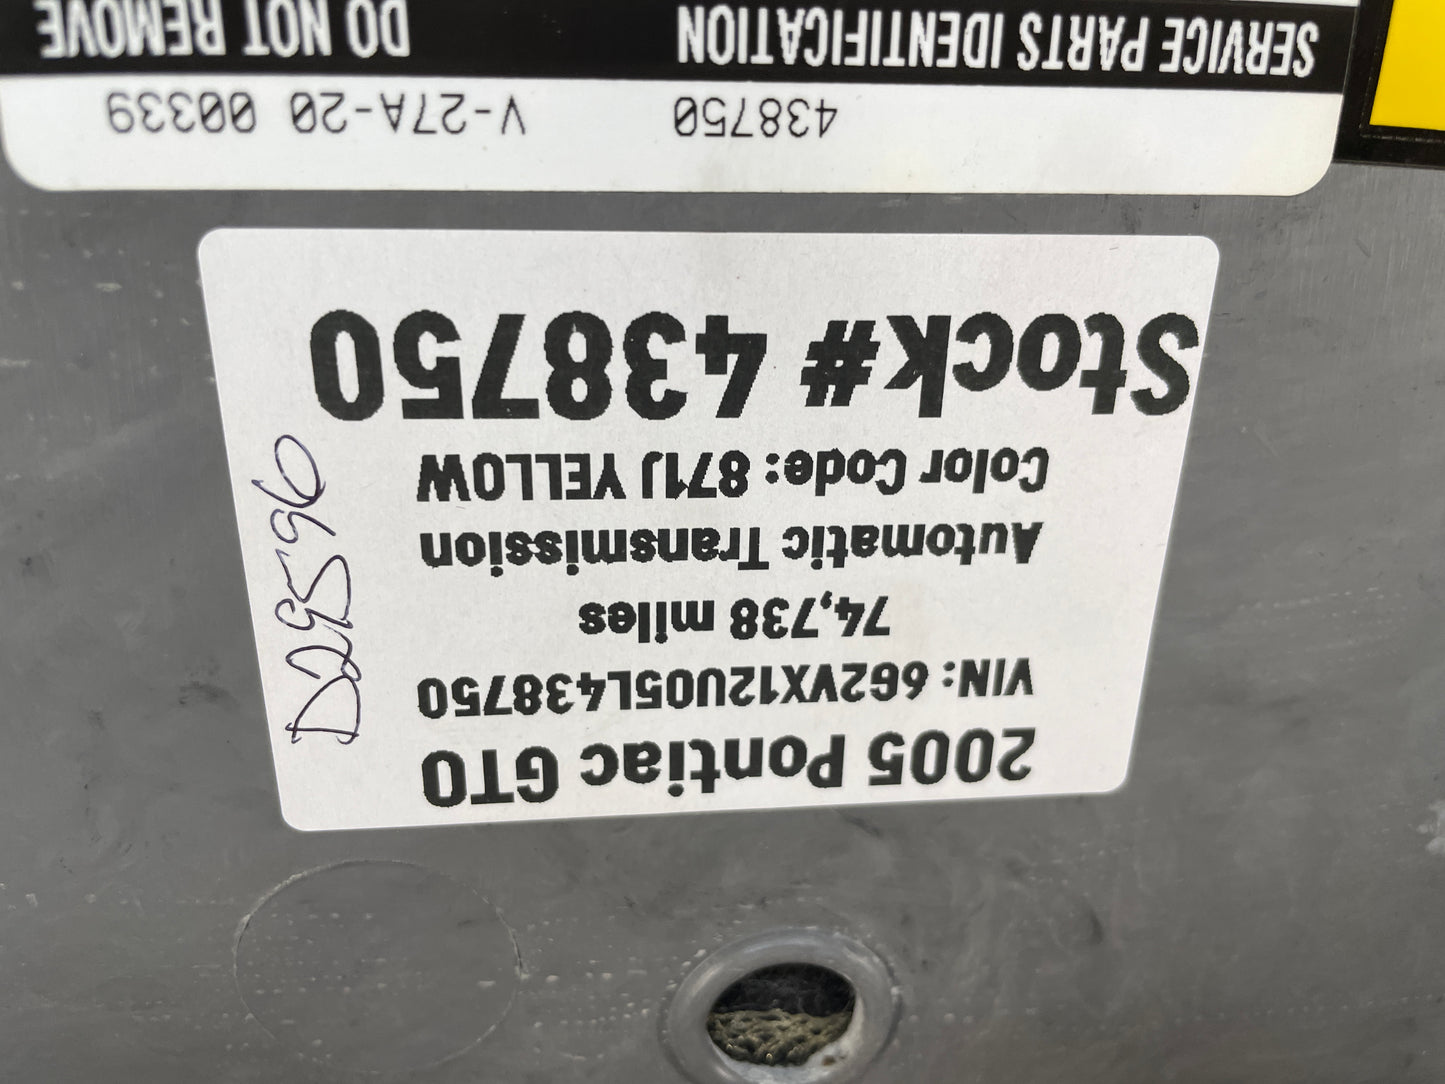 2005 Pontiac GTO
VIN: 6G2VX12U05L438750
74,738 miles
Automatic Transmission
Color Code: 871J YELLOW
Stock# 438750
D29596
438750 V-27A-20 00339
SERVICE PARTS IDENTIFICATION DO NOT REMOVE